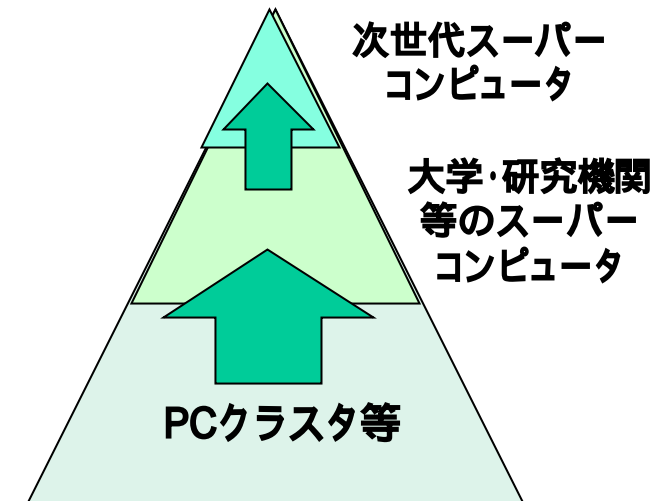 次世代スーパー
コンピュータ
大学・研究機関
等のスーパー
コンピュータ
PCクラスタ等